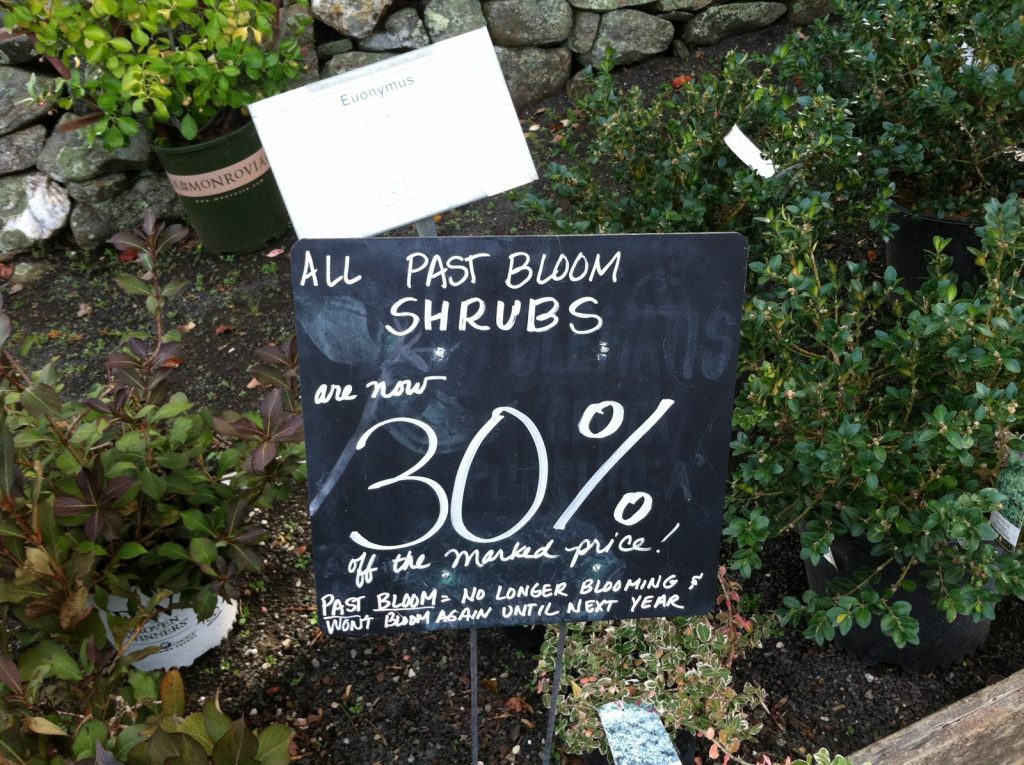 Euonymus
MONROVIA
ALL PAST BLOOM
SHRUBS
are now
30%
off the marked price!
PAST BLOOM = NO LONGER BLOOMING &
WONT BLOOM AGAIN UNTIL NEXT YEAR
WINNERS